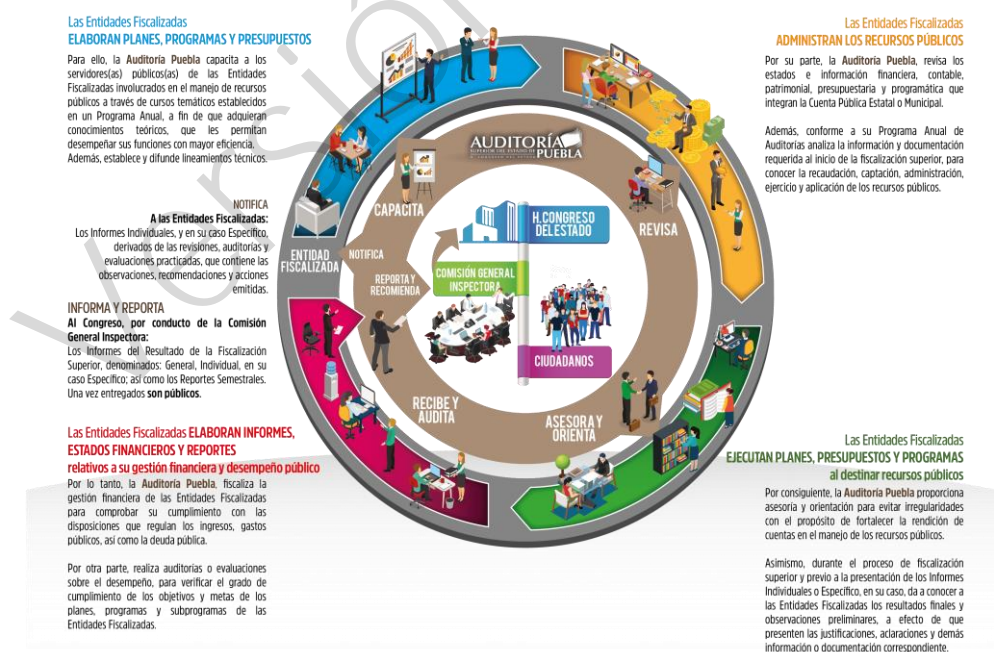 Las Entidades Fiscalizadas
ELABORAN PLANES, PROGRAMAS Y PRESUPUESTOS
Para ello, la Auditoría Puebla capacita a los
servidores(as) públicos(as) de las Entidades
Fiscalizadas involucrados en el manejo de recursos
públicos a través de cursos temáticos establecidos
en un Programa Anual, a fin de que adquieran
conocimientos teóricos, que les permitan
desempeñar sus funciones con mayor eficiencia.
Además, establece y difunde lineamientos técnicos.
NOTIFICA
A las Entidades Fiscalizadas:
Los Informes Individuales, y en su caso Específico,
derivados de las revisiones, auditorías y
evaluaciones practicadas, que contiene las
observaciones, recomendaciones y acciones
emitidas.
INFORMA Y REPORTA
Al Congreso, por conducto de la Comisión
General Inspectora:
Los Informes del Resultado de la Fiscalización
Superior, denominados: General, Individual, en su
caso Específico; así como los Reportes Semestrales.
Una vez entregados son públicos.
Las Entidades Fiscalizadas ELABORAN INFORMES,
ESTADOS FINANCIEROS Y REPORTES
relativos a su gestión financiera y desempeño público
Por lo tanto, la Auditoría Puebla, fiscaliza la
gestión financiera de las Entidades Fiscalizadas
para comprobar su cumplimiento con las
disposiciones que regulan los ingresos, gastos
públicos, así como la deuda pública.
Por otra parte, realiza auditorias o evaluaciones
sobre el desempeño, para verificar el grado de
cumplimiento de los objetivos y metas de los
planes, programas y subprogramas de las
Entidades Fiscalizadas.
AUDITORÍA
SUPERIOR DEL ESTADO DE PUEBLA
CAPACITA
REVISA
H. CONGRESO
DEL ESTADO
ENTIDAD
FISCALIZADA
NOTIFICA
REPORTA Y
RECOMIENDA
COMISIÓN GENERAL
INSPECTORA
CIUDADANOS
RECIBE Y
AUDITA
ASESORA Y
ORIENTA
Las Entidades Fiscalizadas
ADMINISTRAN LOS RECURSOS PÚBLICOS
Por su parte, la Auditoría Puebla, revisa los
estados e información financiera, contable,
patrimonial, presupuestaria y programática que
integran la Cuenta Pública Estatal o Municipal.
Además, conforme a su Programa Anual de
Auditorías analiza la información y documentación
requerida al inicio de la fiscalización superior, para
conocer la recaudación, captación, administración,
ejercicio y aplicación de los recursos públicos.
Las Entidades Fiscalizadas
EJECUTAN PLANES, PRESUPUESTOS Y PROGRAMAS
al destinar recursos públicos
Por consiguiente, la Auditoría Puebla proporciona
asesoría y orientación para evitar irregularidades
con el propósito de fortalecer la rendición de
cuentas en el manejo de los recursos públicos.
Asimismo, durante el proceso de fiscalización
superior y previo a la presentación de los Informes
Individuales o Específico, en su caso, da a conocer a
las Entidades Fiscalizadas los resultados finales y
observaciones preliminares, a efecto de que
presenten las justificaciones, aclaraciones y demás
información o documentación correspondiente.
Versión